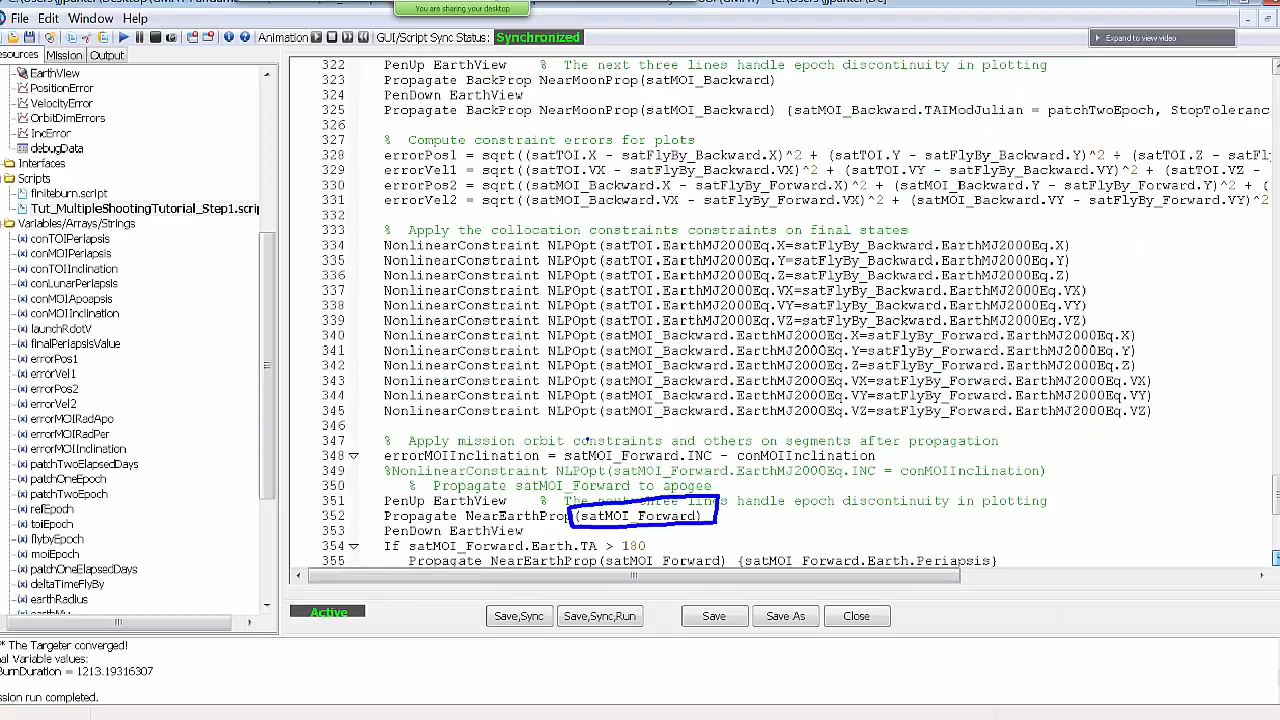 You are sharing your desktop
File Edit Window Help
Animation GUI/Script Sync Status: Synchronized
Expand to view video
esources Mission Output
EarthView
PositionError
VelocityError
OrbitDimErrors
IncError
debugData
Interfaces
Scripts
finiteburn.script
Tut_MultipleShootingTutorial_Step1.scrip
Variables/Arrays/Strings
conTOIPeriapsis
conMOIPeriapsis
conTOIInclination
conLunarPeriapsis
conMOIApoapsis
conMOIInclination
launchRdotV
finalPeriapsisValue
errorPos1
errorVel1
errorPos2
errorVel2
errorMOIRadApo
errorMOIRadPer
errorMOIInclination
patchTwoElapsedDays
patchOneEpoch
patchTwoEpoch
refEpoch
toiEpoch
flybyEpoch
moiEpoch
patchOneElapsedDays
deltaTimeFlyBy
earthRadius
earthMu
322 PenUp EarthView % The next three lines handle epoch discontinuity in plotting
323 Propagate BackProp NearMoonProp(satMOI_Backward)
324 PenDown EarthView
325 Propagate BackProp NearMoonProp(satMOI_Backward) {satMOI_Backward.TAIModJulian = patchTwoEpoch, StopToleranc
326
327 % Compute constraint errors for plots
328 errorPos1 = sqrt((satTOI.X - satFlyBy_Backward.X)^2 + (satTOI.Y - satFlyBy_Backward.Y)^2 + (satTOI.Z - satFl
329 errorVel1 = sqrt((satTOI.VX - satFlyBy_Backward.VX)^2 + (satTOI.VY - satFlyBy_Backward.VY)^2 + (satTOI.VZ -
330 errorPos2 = sqrt((satMOI_Backward.X - satFlyBy_Forward.X)^2 + (satMOI_Backward.Y - satFlyBy_Forward.Y)^2 + (
331 errorVel2 = sqrt((satMOI_Backward.VX - satFlyBy_Forward.VX)^2 + (satMOI_Backward.VY - satFlyBy_Forward.VY)^2
332
333 % Apply the collocation constraints constraints on final states
334 NonlinearConstraint NLPOpt(satTOI.EarthMJ2000Eq.X=satFlyBy_Backward.EarthMJ2000Eq.X)
335 NonlinearConstraint NLPOpt(satTOI.EarthMJ2000Eq.Y=satFlyBy_Backward.EarthMJ2000Eq.Y)
336 NonlinearConstraint NLPOpt(satTOI.EarthMJ2000Eq.Z=satFlyBy_Backward.EarthMJ2000Eq.Z)
337 NonlinearConstraint NLPOpt(satTOI.EarthMJ2000Eq.VX=satFlyBy_Backward.EarthMJ2000Eq.VX)
338 NonlinearConstraint NLPOpt(satTOI.EarthMJ2000Eq.VY=satFlyBy_Backward.EarthMJ2000Eq.VY)
339 NonlinearConstraint NLPOpt(satTOI.EarthMJ2000Eq.VZ=satFlyBy_Backward.EarthMJ2000Eq.VZ)
340 NonlinearConstraint NLPOpt(satMOI_Backward.EarthMJ2000Eq.X=satFlyBy_Forward.EarthMJ2000Eq.X)
341 NonlinearConstraint NLPOpt(satMOI_Backward.EarthMJ2000Eq.Y=satFlyBy_Forward.EarthMJ2000Eq.Y)
342 NonlinearConstraint NLPOpt(satMOI_Backward.EarthMJ2000Eq.Z=satFlyBy_Forward.EarthMJ2000Eq.Z)
343 NonlinearConstraint NLPOpt(satMOI_Backward.EarthMJ2000Eq.VX=satFlyBy_Forward.EarthMJ2000Eq.VX)
344 NonlinearConstraint NLPOpt(satMOI_Backward.EarthMJ2000Eq.VY=satFlyBy_Forward.EarthMJ2000Eq.VY)
345 NonlinearConstraint NLPOpt(satMOI_Backward.EarthMJ2000Eq.VZ=satFlyBy_Forward.EarthMJ2000Eq.VZ)
346
347 % Apply mission orbit constraints and others on segments after propagation
348 errorMOIInclination = satMOI_Forward.INC - conMOIInclination
349 %NonlinearConstraint NLPOpt(satMOI_Forward.EarthMJ2000Eq.INC = conMOIInclination)
350 % Propagate satMOI_Forward to apogee
351 PenUp EarthView % The next three lines handle epoch discontinuity in plotting
352 Propagate NearEarthProp(satMOI_Forward)
353 PenDown EarthView
354 If satMOI_Forward.Earth.TA > 180
355 Propagate NearEarthProp(satMOI_Forward) {satMOI_Forward.Earth.Periapsis}
Active Save,Sync Save,Sync,Run Save Save As Close
* The Targeter converged!
al Variable values:
BurnDuration = 1213.19316307
ssion run completed.